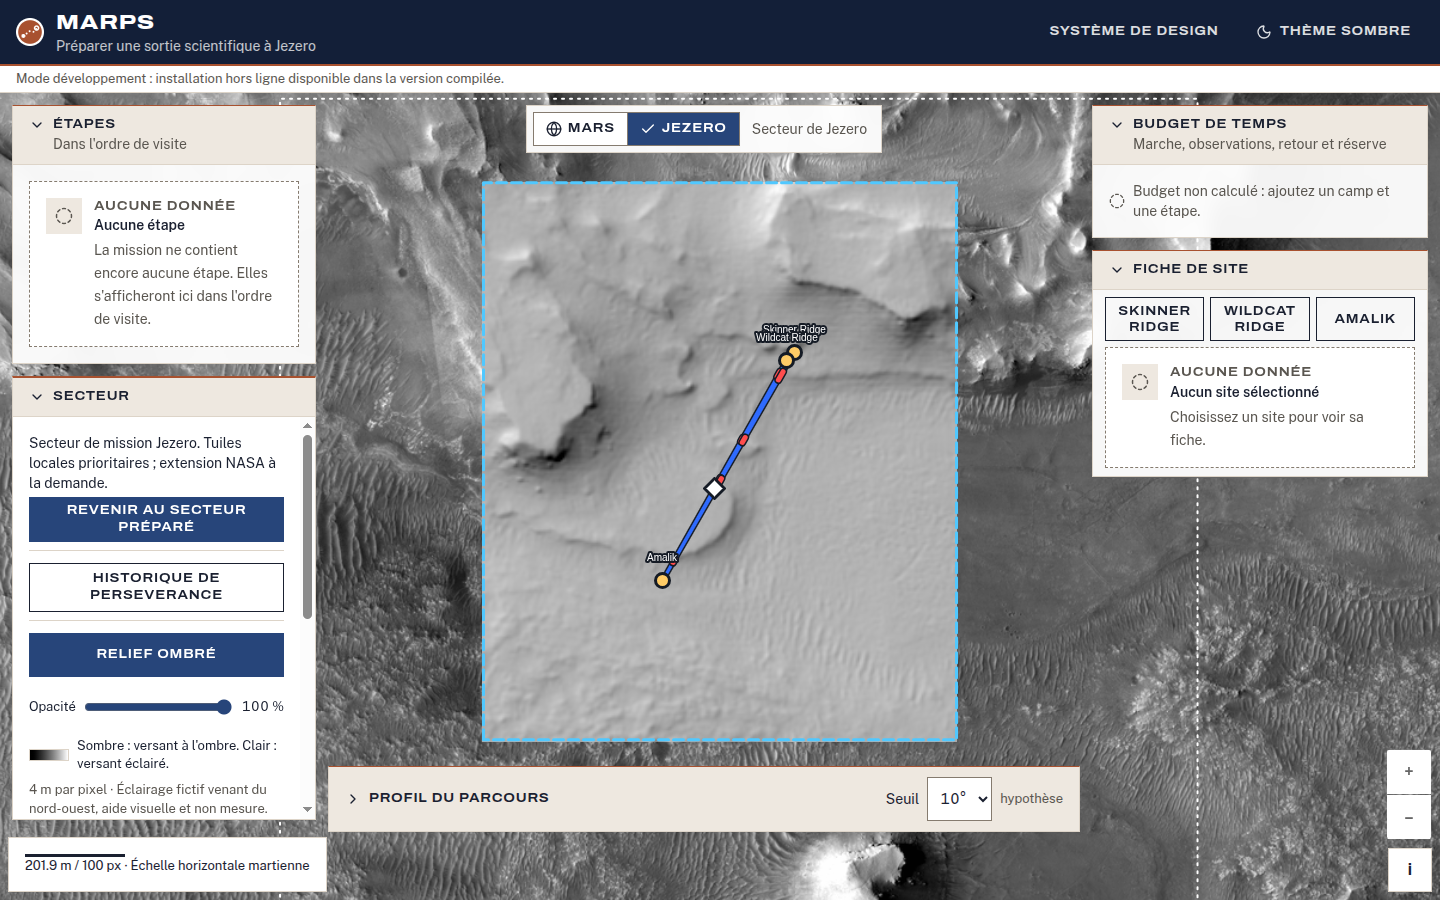 MARPS
Préparer une sortie scientifique à Jezero
SYSTÈME DE DESIGN
THÈME SOMBRE
Mode développement : installation hors ligne disponible dans la version compilée.
ÉTAPES
Dans l'ordre de visite
AUCUNE DONNÉE
Aucune étape
La mission ne contient
encore aucune étape. Elles
s'afficheront ici dans l'ordre
de visite.
SECTEUR
Secteur de mission Jezero. Tuiles
locales prioritaires ; extension NASA à
la demande.
REVENIR AU SECTEUR
PRÉPARÉ
HISTORIQUE DE
PERSEVERANCE
RELIEF OMBRÉ
Opacité 100 %
Sombre : versant à l'ombre. Clair :
versant éclairé.
4 m par pixel · Éclairage fictif venant du
nord-ouest, aide visuelle et non mesure.
201.9 m / 100 px · Échelle horizontale martienne
MARS
JEZERO
Secteur de Jezero
Skinner Ridge
Wildcat Ridge
Amalik
PROFIL DU PARCOURS
Seuil 10° hypothèse
BUDGET DE TEMPS
Marche, observations, retour et réserve
Budget non calculé : ajoutez un camp et
une étape.
FICHE DE SITE
SKINNER
RIDGE
WILDCAT
RIDGE
AMALIK
AUCUNE DONNÉE
Aucun site sélectionné
Choisissez un site pour voir sa
fiche.
+
−
i